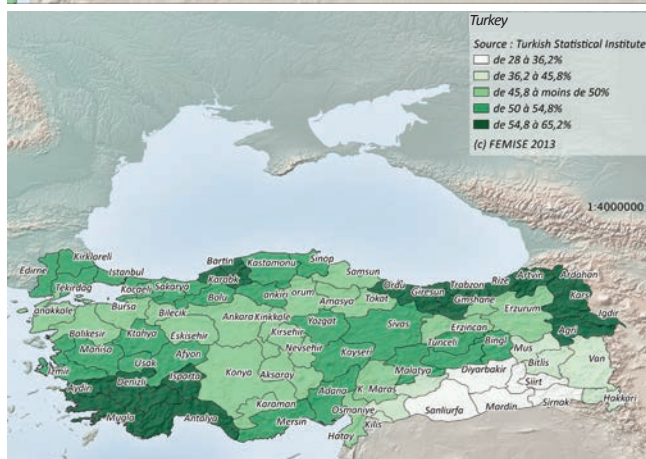 Turkey
Source : Turkish Statistical Institute
de 28 à 36,2%
de 36,2 à 45,8%
de 45,8 à moins de 50%
de 50 à 54,8%
de 54,8 à 65,2%
(c) FEMISE 2013
1:4000000
Edirne Kirklareli Istanbul Bartin Kastamonu Sinop Samsun
Tekirdag Kocaeli Sakarya Karabk Ordu Giresun Trabzon Rize Artvin Ardahan
anakkale Bursa Bilecik Bolu ankiri orum Amasya Tokat Gmshane Kars
Balikesir Ktahya Eskisehir Ankara Kinkkale Yozgat Sivas Erzincan Erzurum Igdir
Manisa Usak Afyon Kirsehir Nevsehir Kayseri Tunceli Bingl Mus Agri
Izmir Denizli Isparta Konya Aksaray Malatya Diyarbakir Bitlis Van
Aydin Karaman Adana K Maras Siirt Hakkari
Mugla Antalya Mersin Osmaniye Sanliurfa Mardin Sirnak
Hatay Kilis